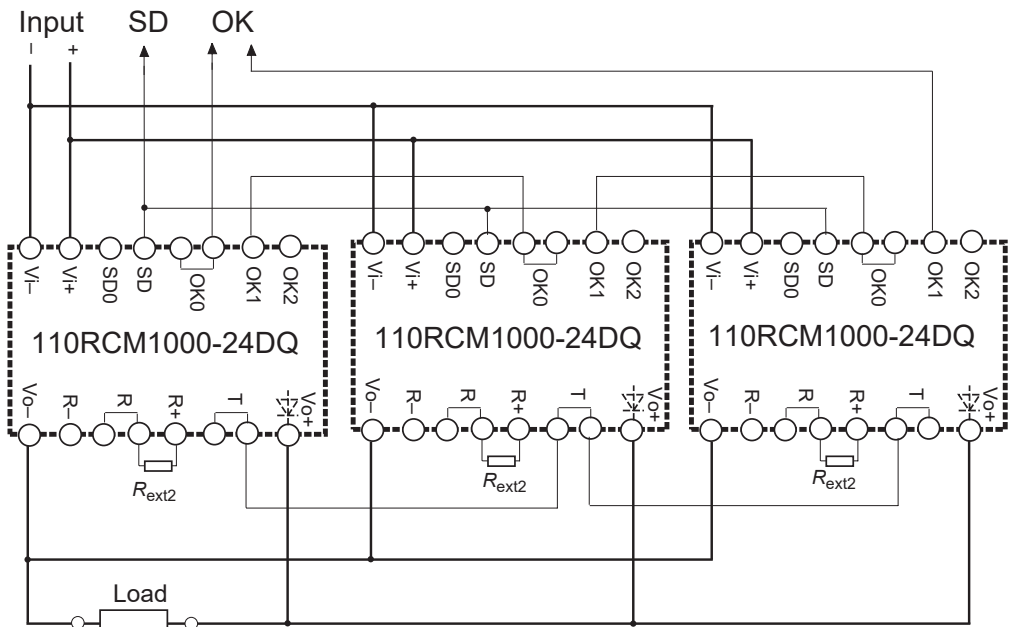 Input SD OK
– +
Vi– Vi+ SD0 SD OK0 OK1 OK2
Vi– Vi+ SD0 SD OK0 OK1 OK2
Vi– Vi+ SD0 SD OK0 OK1 OK2
110RCM1000-24DQ
110RCM1000-24DQ
110RCM1000-24DQ
Vo– R– R R+ T Vo+
Vo– R– R R+ T Vo+
Vo– R– R R+ T Vo+
Rext2
Rext2
Rext2
Load